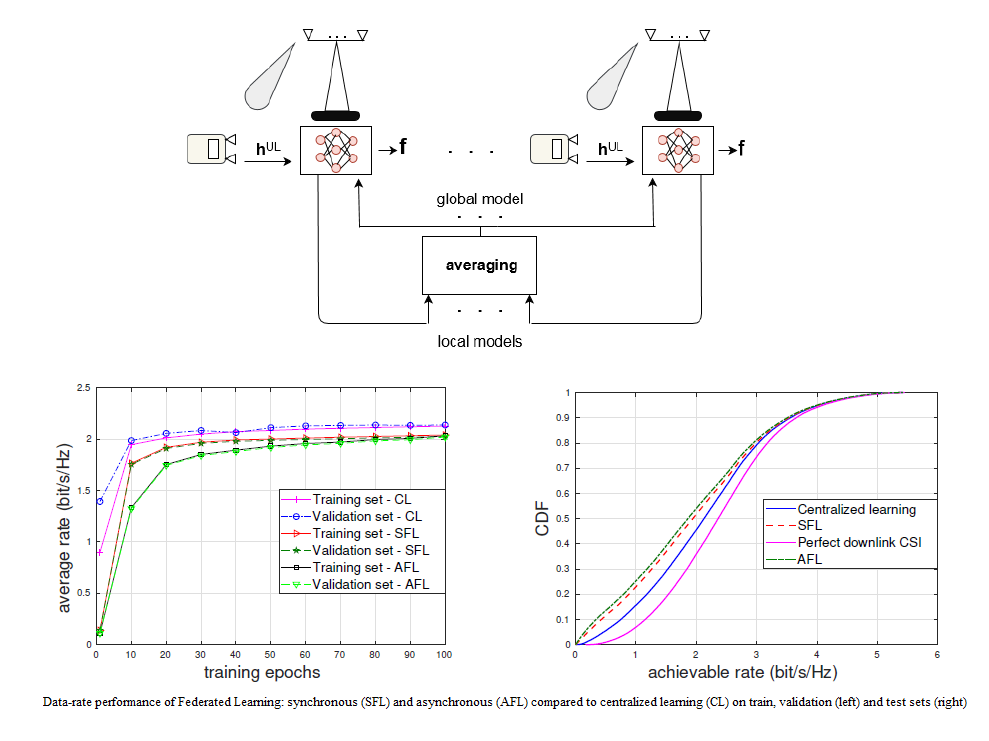 . . .
. . .
h^UL
f
. . .
h^UL
f
global model
. . .
averaging
. . .
local models
2.5
2
1.5
1
0.5
0
average rate (bit/s/Hz)
0 10 20 30 40 50 60 70 80 90 100
training epochs
Training set - CL
Validation set - CL
Training set - SFL
Validation set - SFL
Training set - AFL
Validation set - AFL
1
0.9
0.8
0.7
0.6
0.5
0.4
0.3
0.2
0.1
0
CDF
0 1 2 3 4 5 6
achievable rate (bit/s/Hz)
Centralized learning
SFL
Perfect downlink CSI
AFL
Data-rate performance of Federated Learning: synchronous (SFL) and asynchronous (AFL) compared to centralized learning (CL) on train, validation (left) and test sets (right)